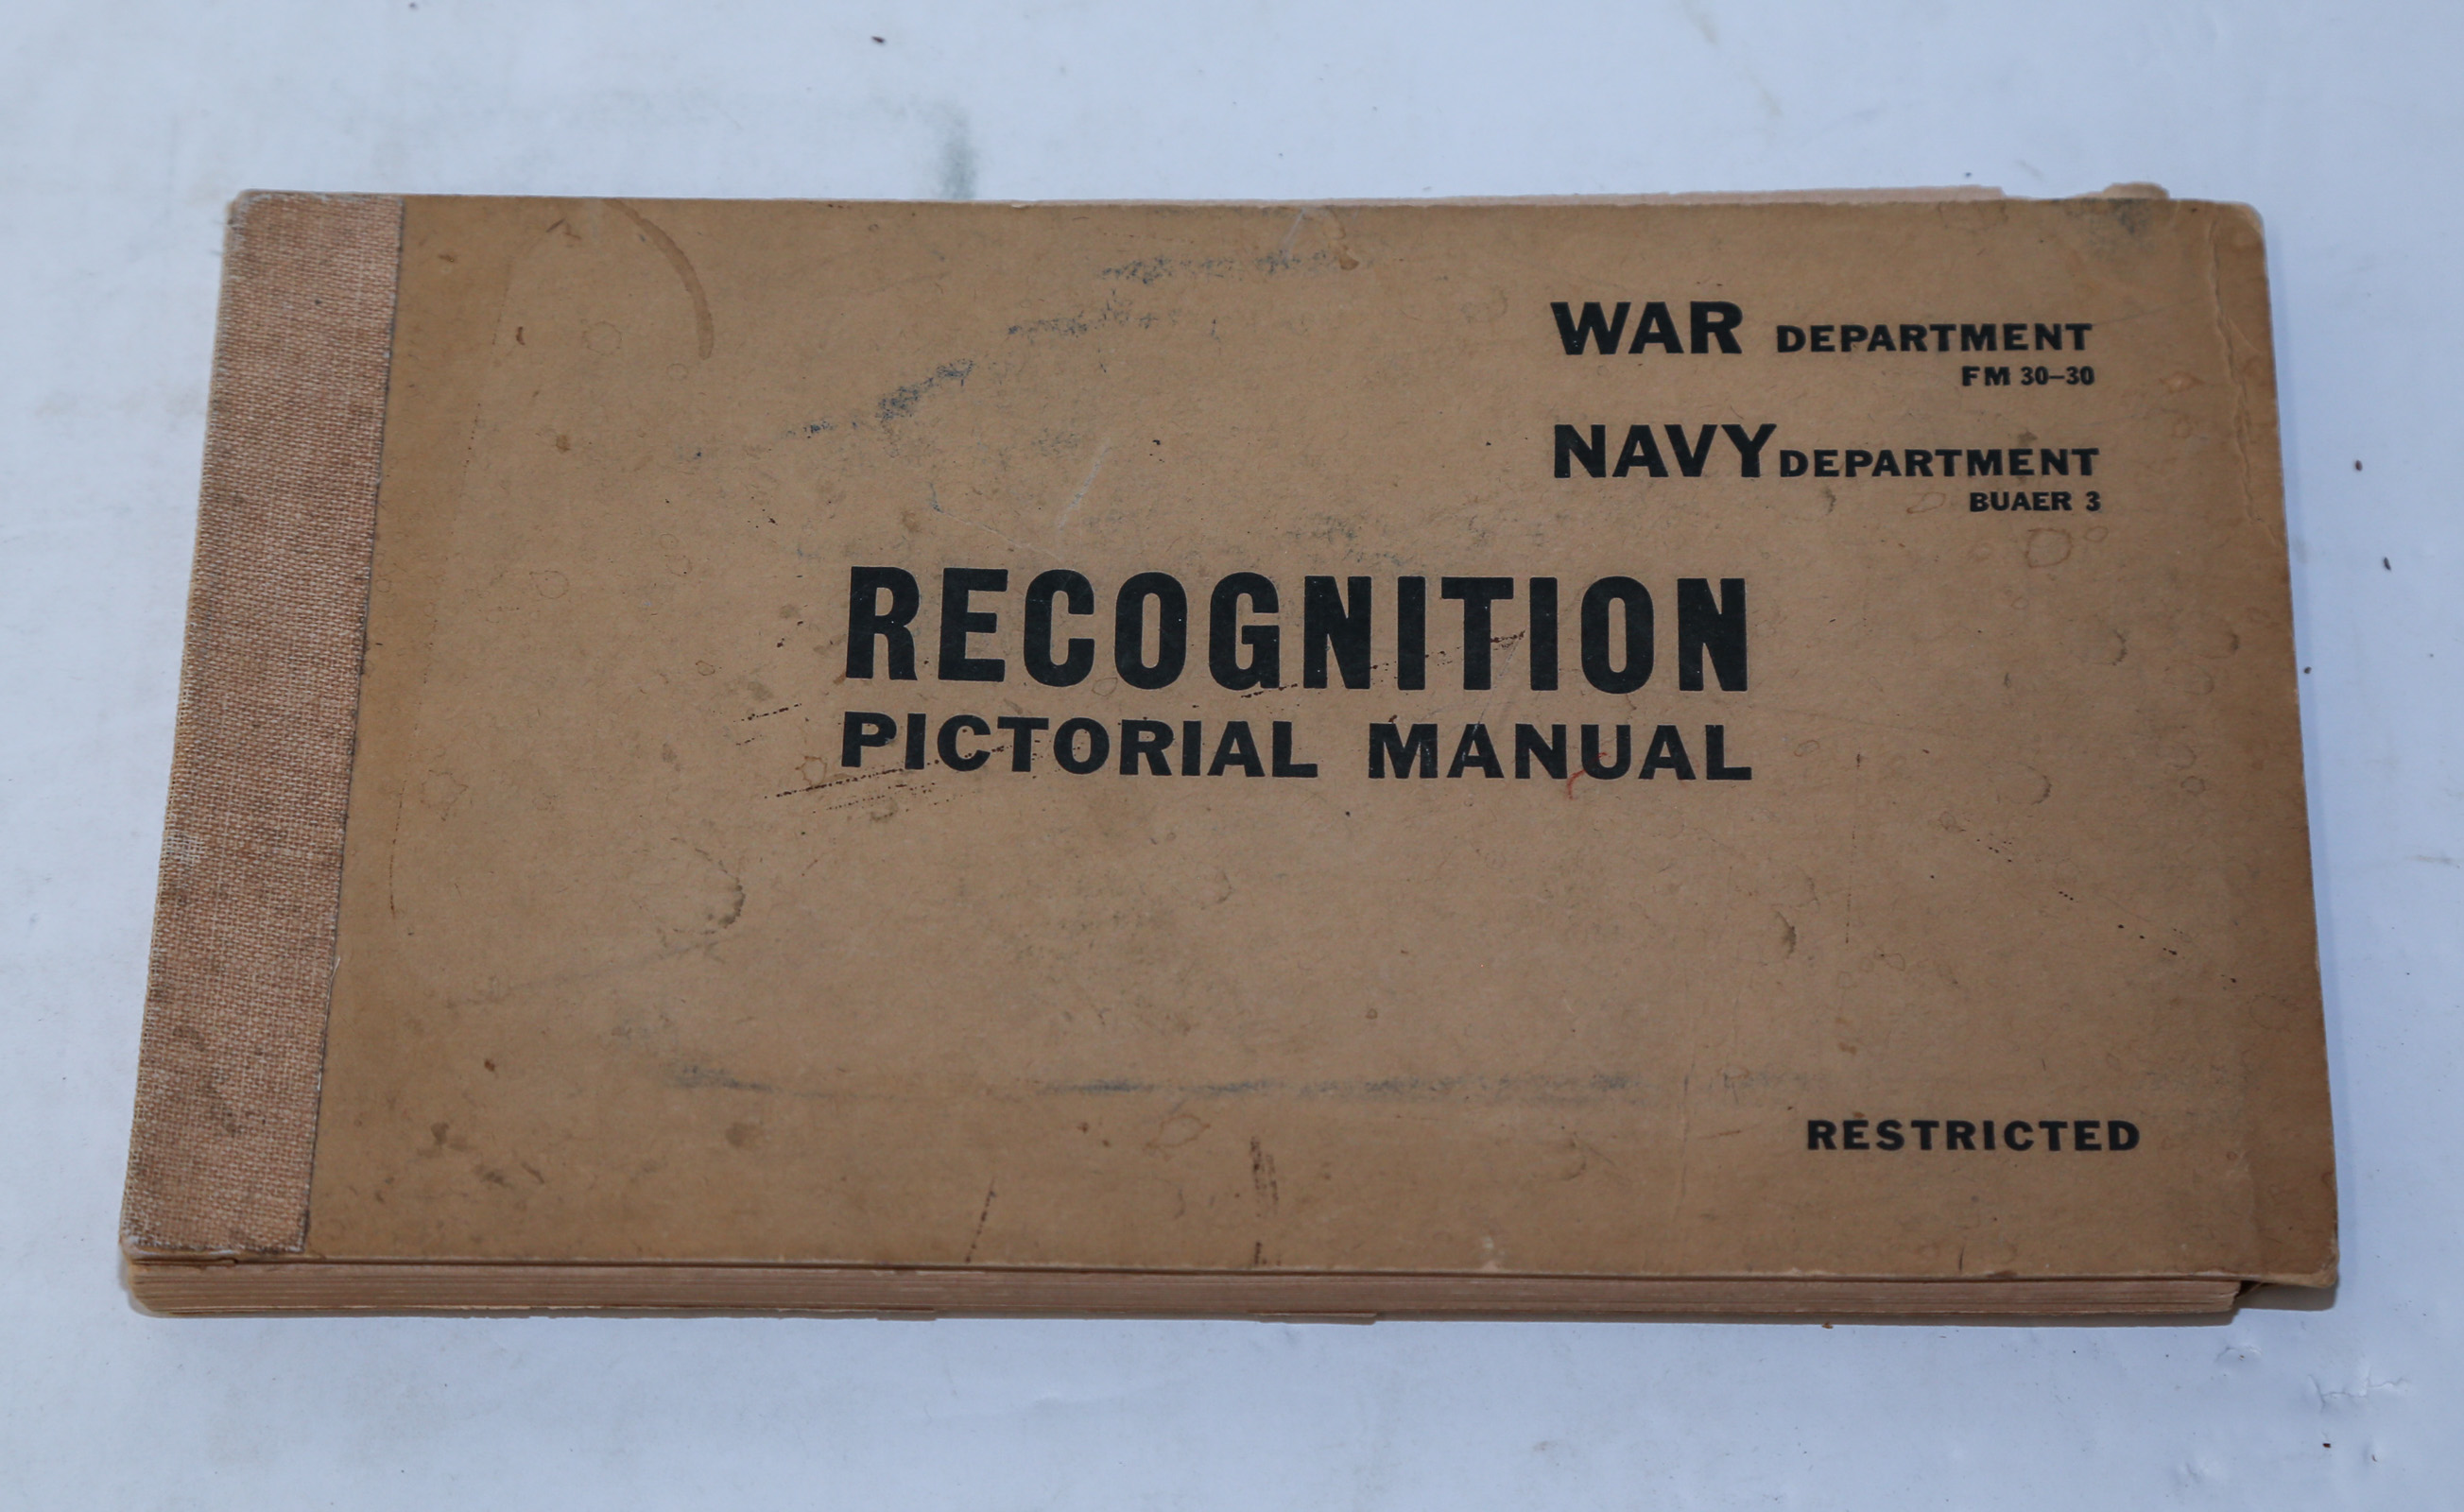 WAR DEPARTMENT
FM 30–30
NAVY DEPARTMENT
BUAER 3
RECOGNITION
PICTORIAL MANUAL
RESTRICTED